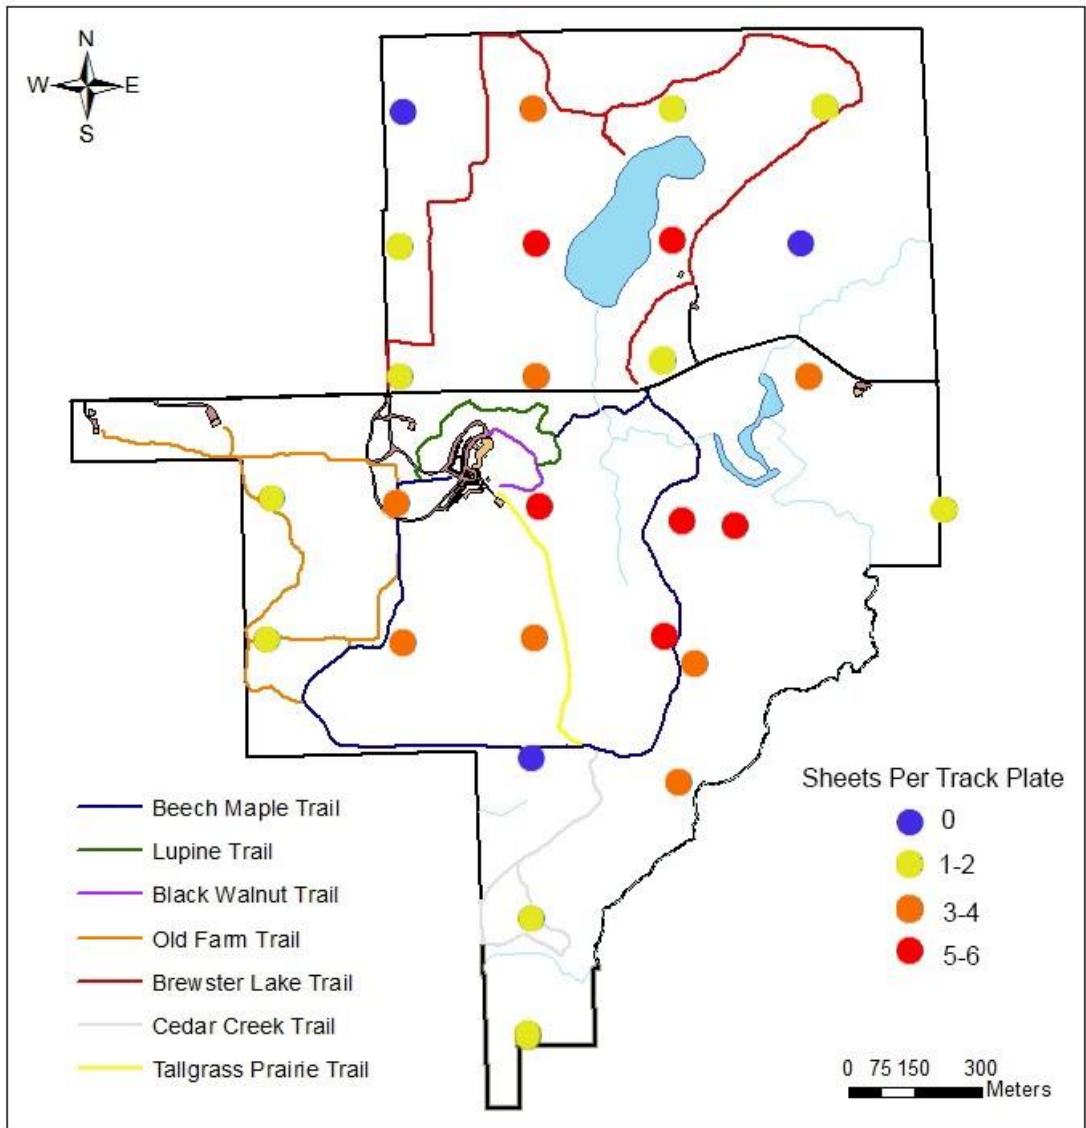 N
W E
S
Sheets Per Track Plate
0
1-2
3-4
5-6
Beech Maple Trail
Lupine Trail
Black Walnut Trail
Old Farm Trail
Brewster Lake Trail
Cedar Creek Trail
Tallgrass Prairie Trail
0 75 150 300
Meters